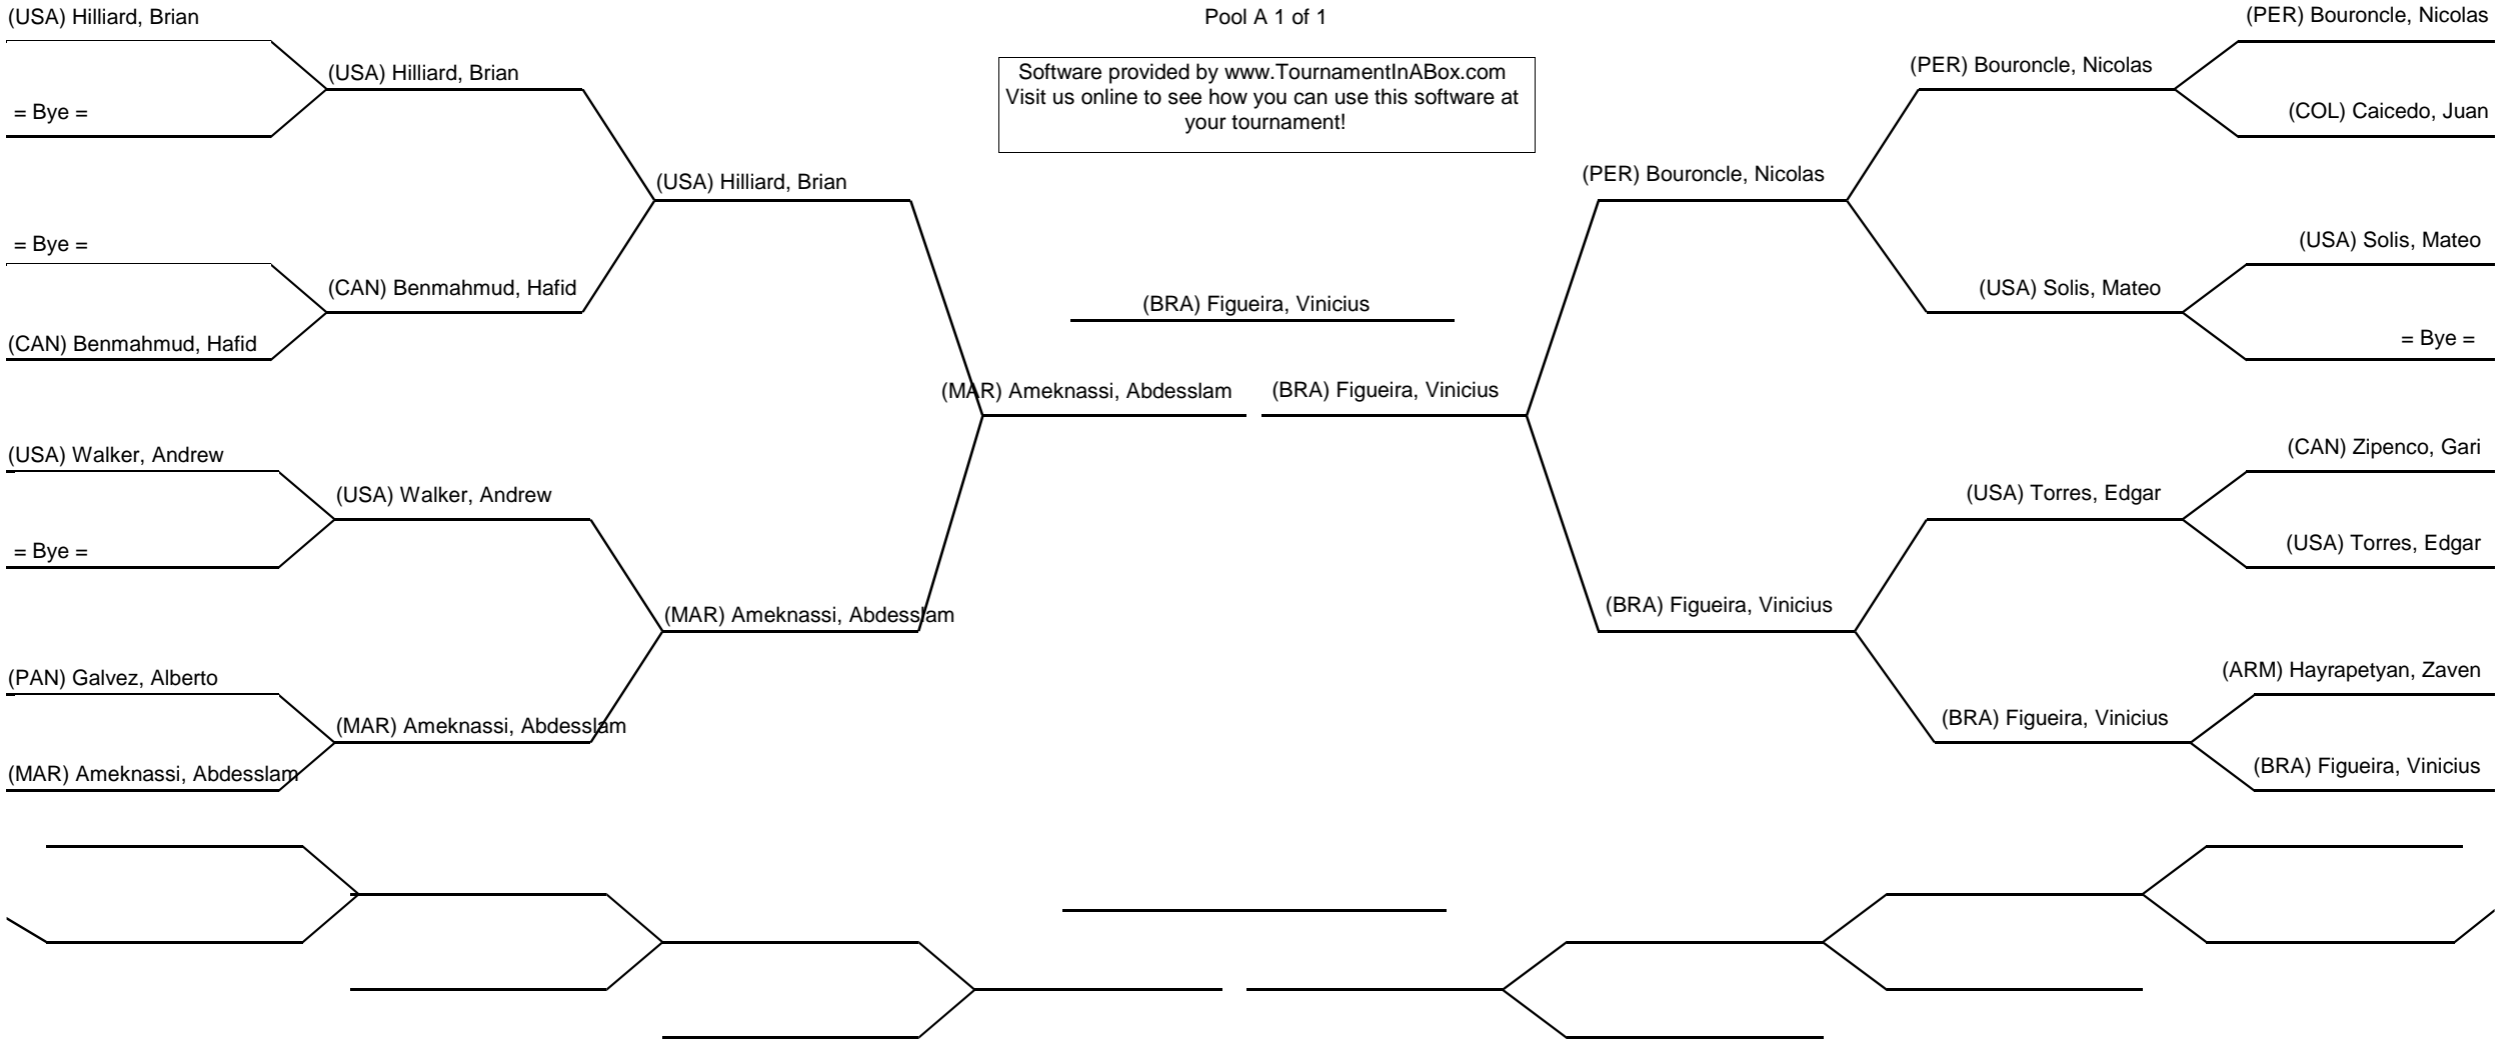 (USA) Hilliard, Brian
Pool A 1 of 1
(PER) Bouroncle, Nicolas
(USA) Hilliard, Brian
Software provided by www.TournamentInABox.com
Visit us online to see how you can use this software at
your tournament!
(PER) Bouroncle, Nicolas
= Bye =
(COL) Caicedo, Juan
(USA) Hilliard, Brian
(PER) Bouroncle, Nicolas
= Bye =
(USA) Solis, Mateo
(CAN) Benmahmud, Hafid
(BRA) Figueira, Vinicius
(USA) Solis, Mateo
(CAN) Benmahmud, Hafid
= Bye =
(MAR) Ameknassi, Abdesslam
(BRA) Figueira, Vinicius
(USA) Walker, Andrew
(CAN) Zipenco, Gari
(USA) Walker, Andrew
(USA) Torres, Edgar
= Bye =
(USA) Torres, Edgar
(MAR) Ameknassi, Abdesslam
(BRA) Figueira, Vinicius
(PAN) Galvez, Alberto
(ARM) Hayrapetyan, Zaven
(MAR) Ameknassi, Abdesslam
(BRA) Figueira, Vinicius
(MAR) Ameknassi, Abdesslam
(BRA) Figueira, Vinicius